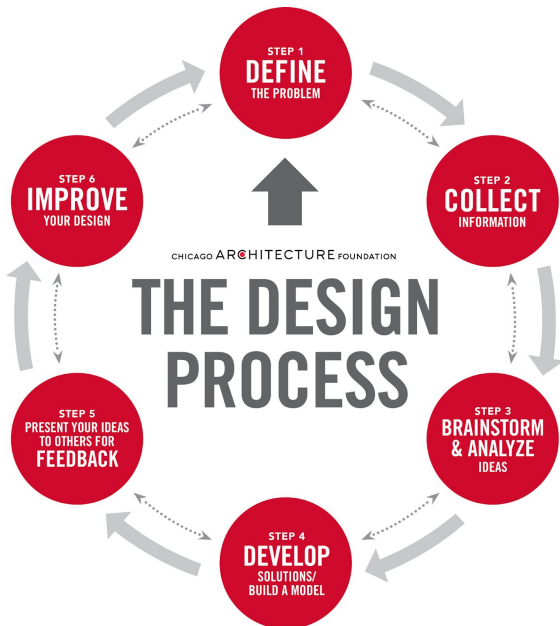 STEP 1
DEFINE
THE PROBLEM
STEP 2
COLLECT
INFORMATION
STEP 3
BRAINSTORM
& ANALYZE
IDEAS
STEP 4
DEVELOP
SOLUTIONS/
BUILD A MODEL
STEP 5
PRESENT YOUR IDEAS
TO OTHERS FOR
FEEDBACK
STEP 6
IMPROVE
YOUR DESIGN
CHICAGO ARCHITECTURE FOUNDATION
THE DESIGN
PROCESS